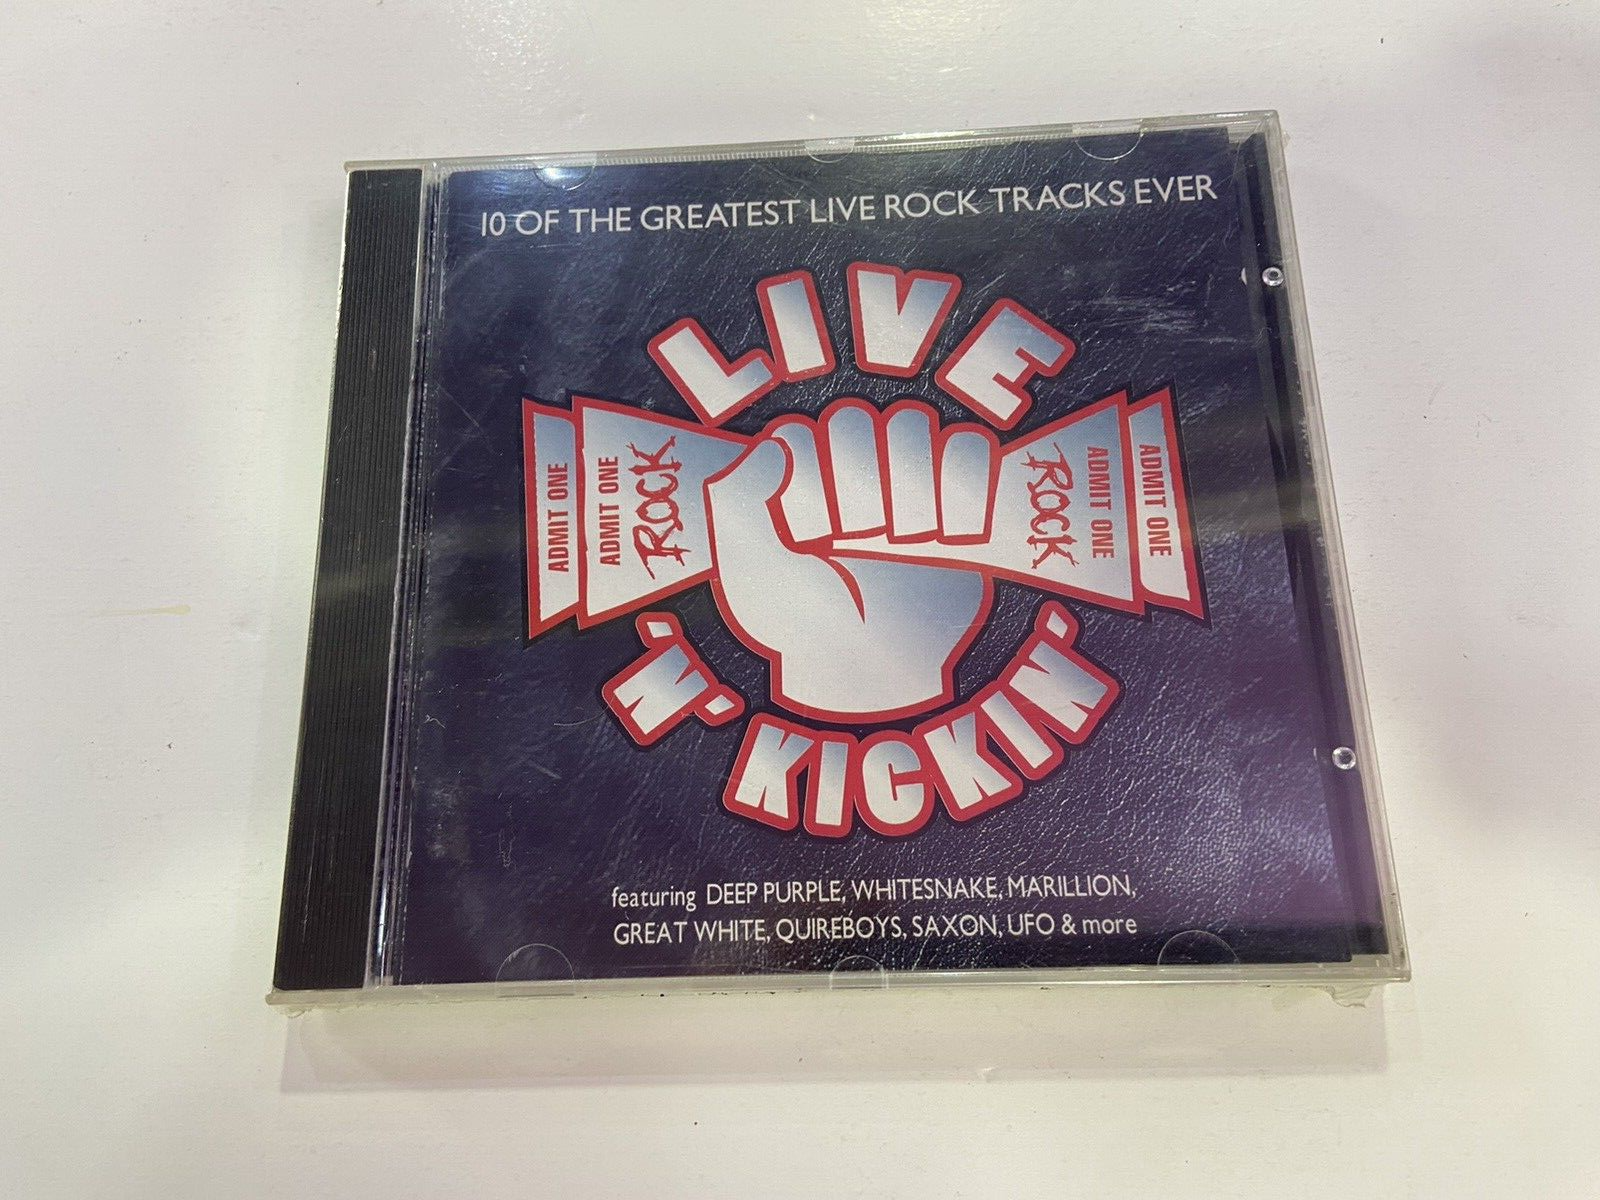 10 OF THE GREATEST LIVE ROCK TRACKS EVER
LIVE
ADMIT ONE
ADMIT ONE
ROCK
ROCK
ADMIT ONE
ADMIT ONE
'N' KICKIN'
featuring DEEP PURPLE, WHITESNAKE, MARILLION,
GREAT WHITE, QUIREBOYS, SAXON, UFO & more